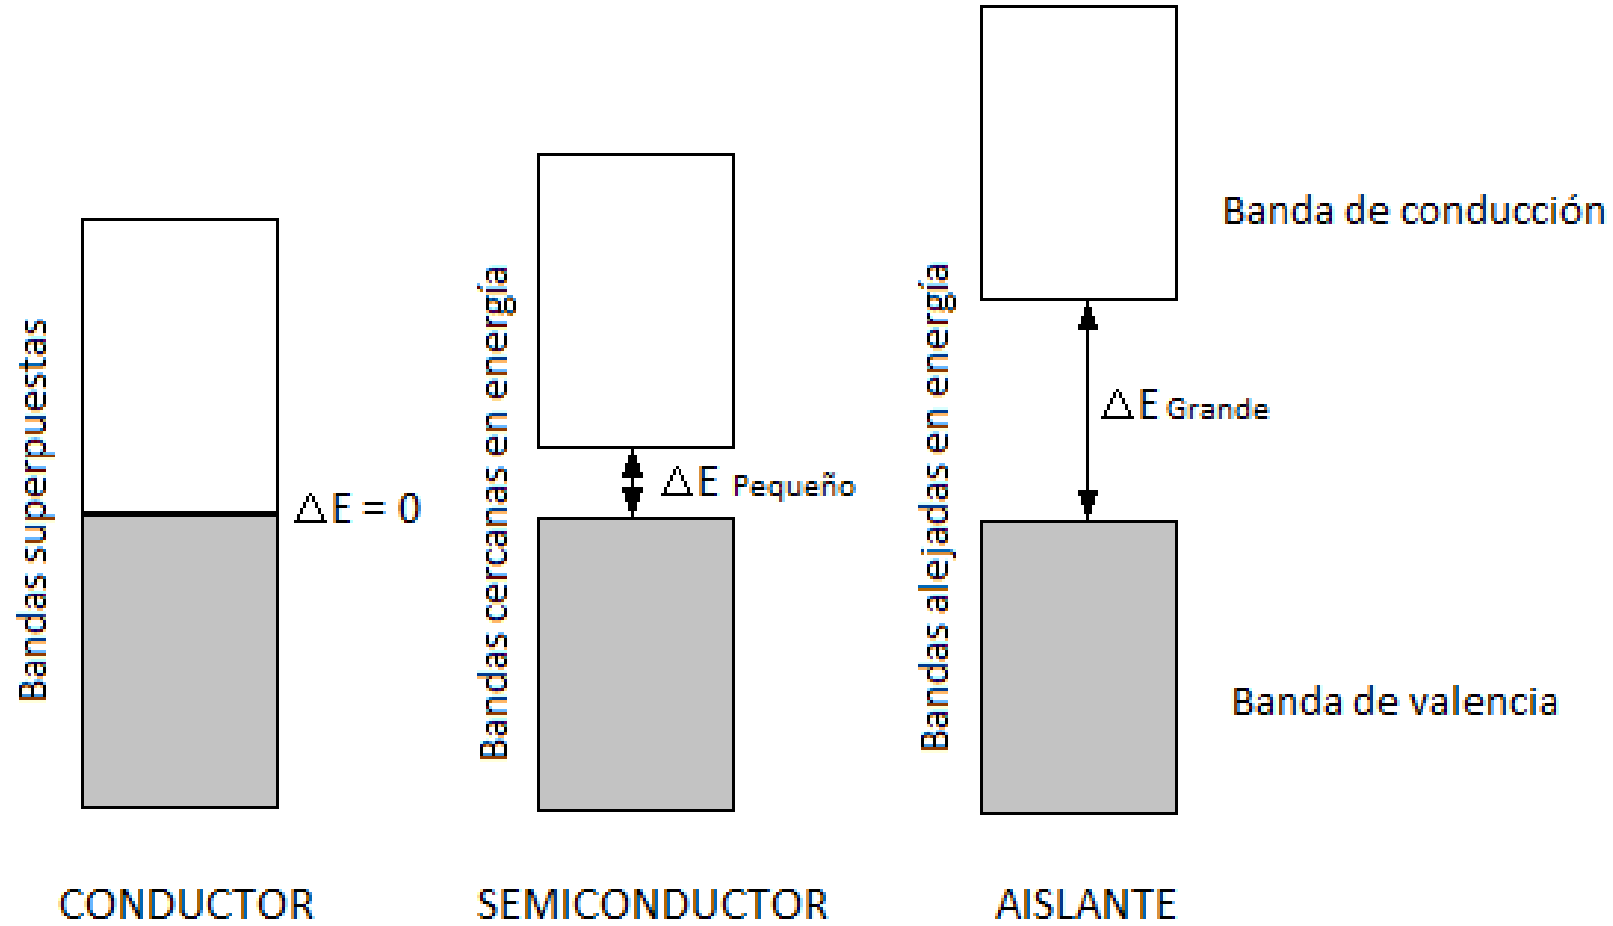 Bandas superpuestas
△E = 0
CONDUCTOR
Bandas cercanas en energía
△E Pequeño
SEMICONDUCTOR
Bandas alejadas en energía
△E Grande
AISLANTE
Banda de conducción
Banda de valencia